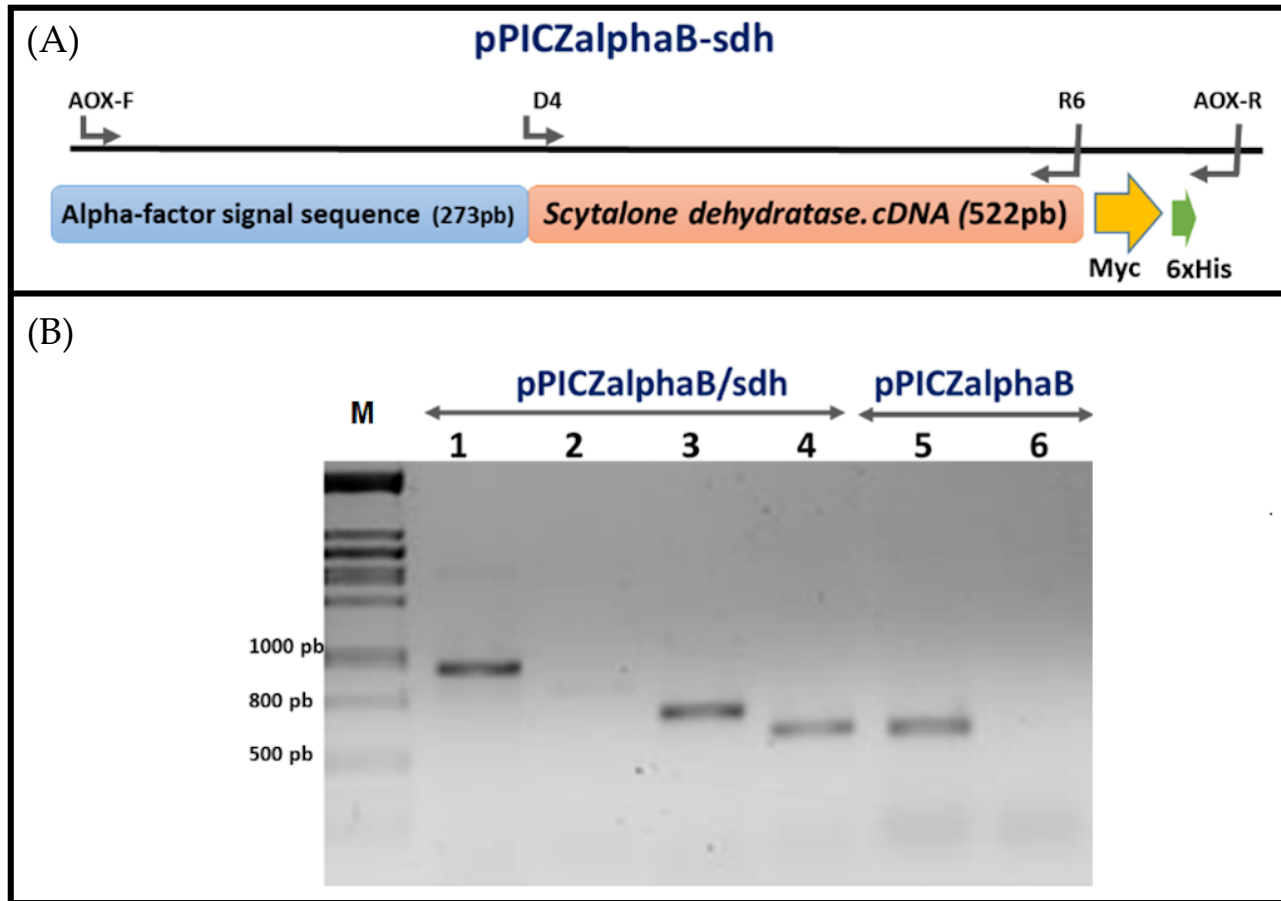 (A)
pPICZalphaB-sdh
AOX-F D4 R6 AOX-R
Alpha-factor signal sequence (273pb) Scytalone dehydratase.cDNA (522pb)
Myc 6xHis
(B)
pPICZalphaB/sdh pPICZalphaB
M
1 2 3 4 5 6
1000 pb
800 pb
500 pb